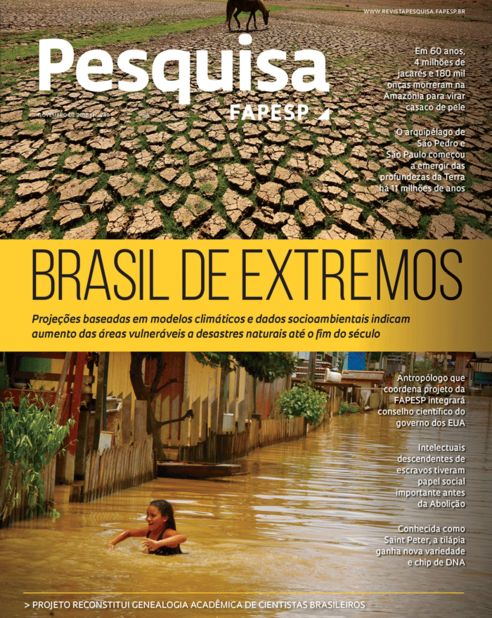 WWW.REVISTAPESQUISA.FAPESP.BR
Pesquisa
FAPESP
Em 60 anos,
4 milhões de
jacarés e 180 mil
onças morreram na
Amazônia para virar
casaco de pele
O arquipélago de
São Pedro e
São Paulo começou
a emergir das
profundezas da Terra
há 11 milhões de anos
BRASIL DE EXTREMOS
Projeções baseadas em modelos climáticos e dados socioambientais indicam
aumento das áreas vulneráveis a desastres naturais até o fim do século
Antropólogo que
coordena projeto da
FAPESP integrará
conselho científico do
governo dos EUA
Intelectuais
descendentes de
escravos tiveram
papel social
importante antes
da Abolição
Conhecida como
Saint Peter, a tilápia
ganha nova variedade
e chip de DNA
> PROJETO RECONSTITUI GENEALOGIA ACADÊMICA DE CIENTISTAS BRASILEIROS